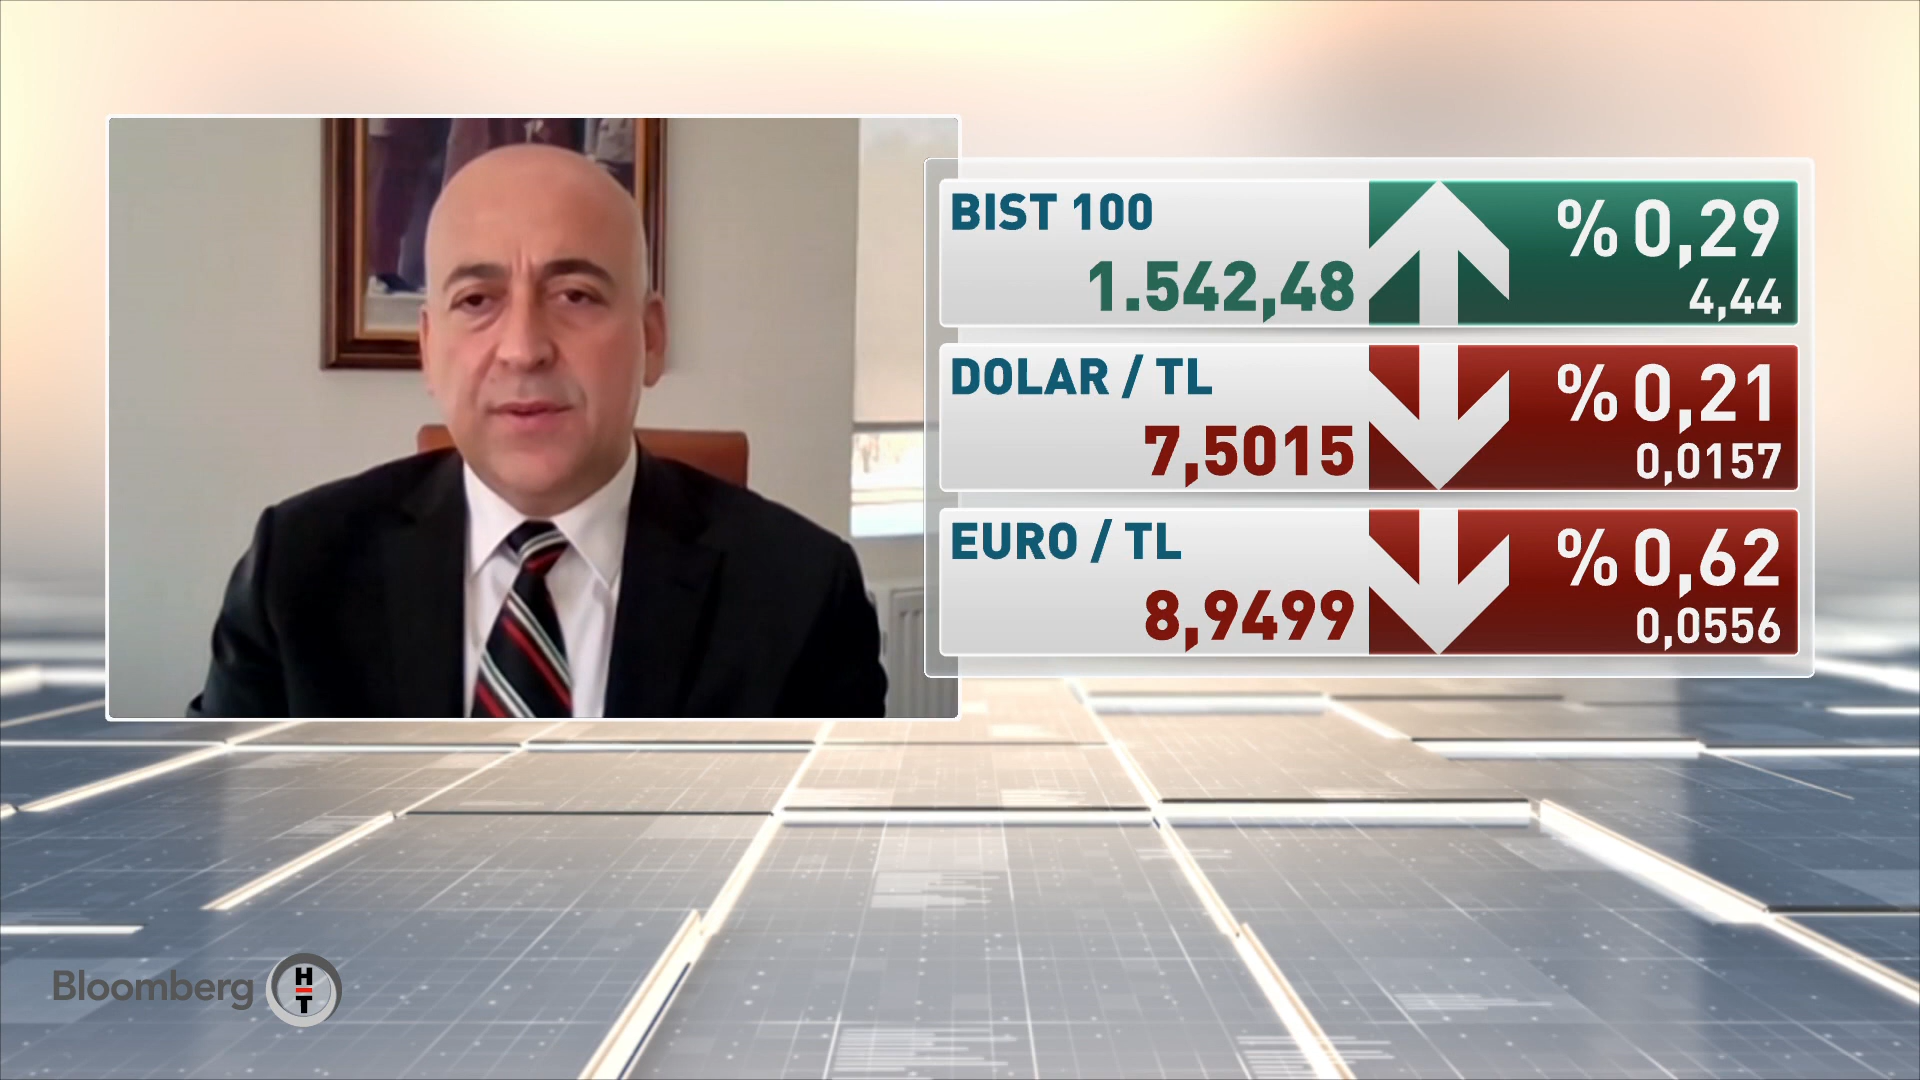 BIST 100
1.542,48
% 0,29
4,44
DOLAR / TL
7,5015
% 0,21
0,0157
EURO / TL
8,9499
% 0,62
0,0556
Bloomberg HT